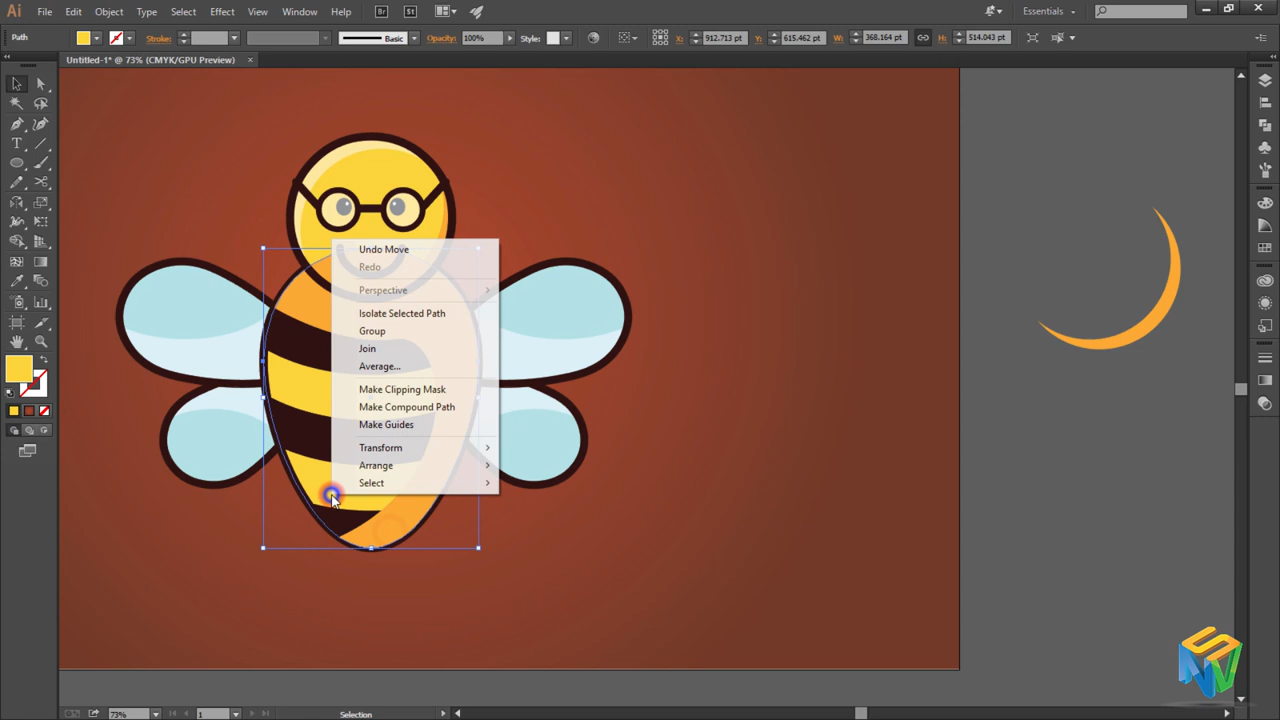 Ai File Edit Object Type Select Effect View Window Help Br St Essentials
Path Stroke: Basic Opacity: 100% Style: X: 912.713 pt Y: 615.462 pt W: 368.164 pt H: 514.043 pt
Untitled-1* @ 73% (CMYK/GPU Preview) ×
Undo Move
Redo
Perspective
Isolate Selected Path
Group
Join
Average...
Make Clipping Mask
Make Compound Path
Make Guides
Transform
Arrange
Select
73% 1 Selection